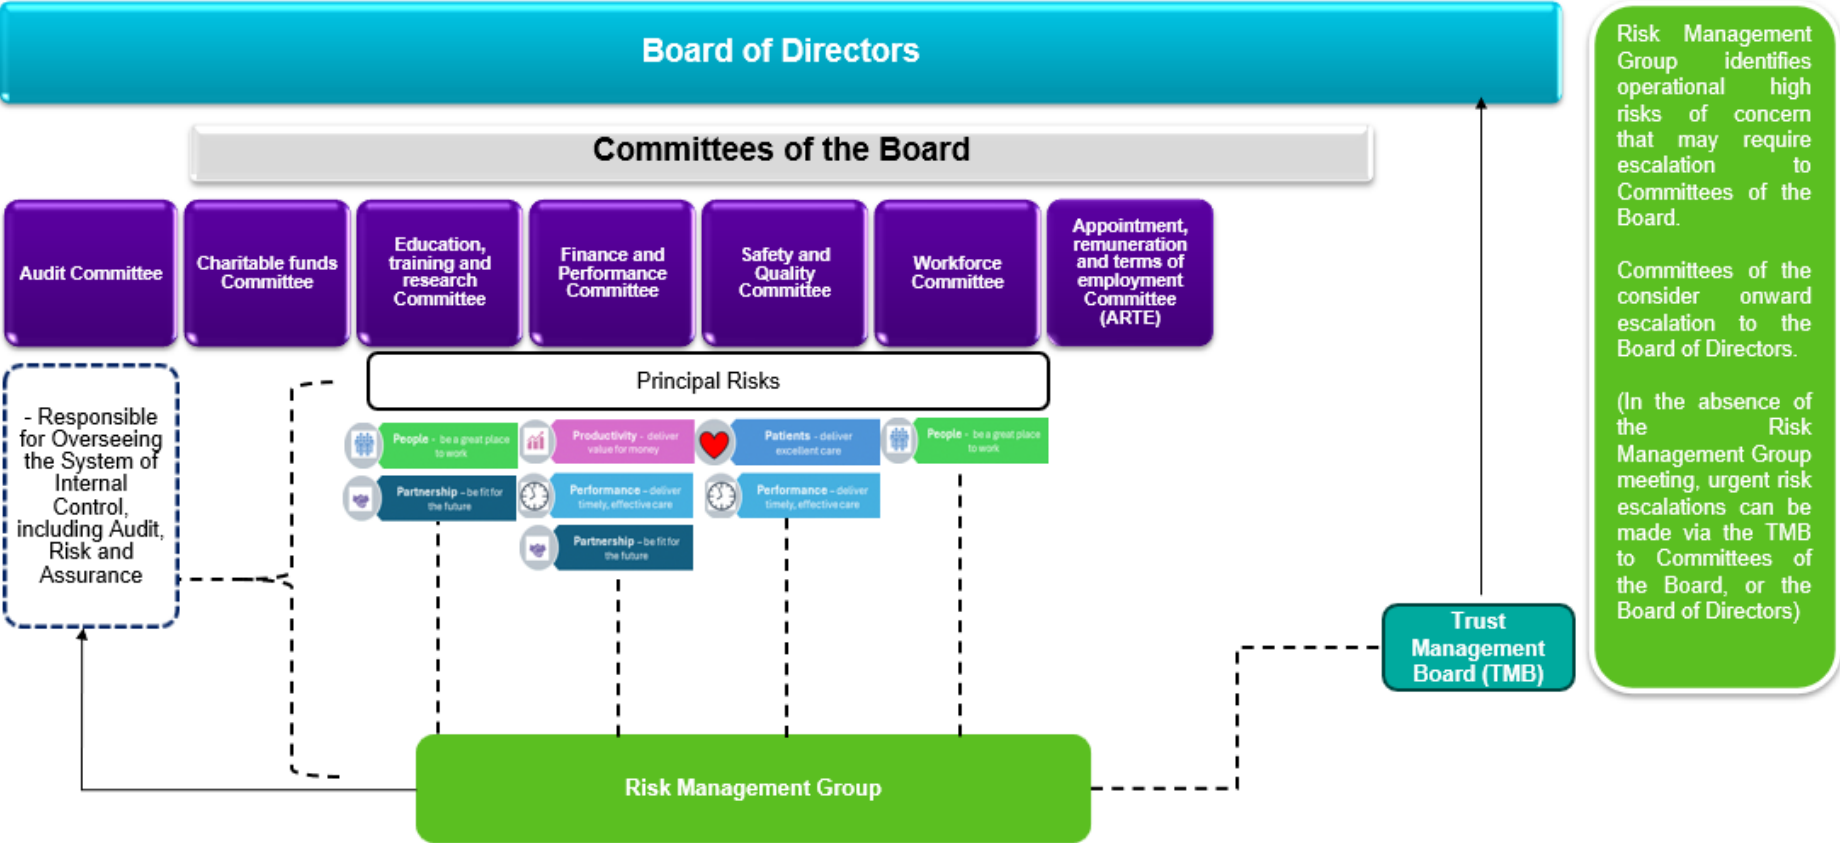 Board of Directors
Committees of the Board
Audit Committee
Charitable funds
Committee
Education,
training and
research
Committee
Finance and
Performance
Committee
Safety and
Quality
Committee
Workforce
Committee
Appointment,
remuneration
and terms of
employment
Committee
(ARTE)
- Responsible
for Overseeing
the System of
Internal
Control,
including Audit,
Risk and
Assurance
Principal Risks
People - be a great place
to work
Partnership – be fit for
the future
Productivity - deliver
value for money
Performance – deliver
timely, effective care
Partnership – be fit for
the future
Patients - deliver
excellent care
Performance – deliver
timely, effective care
People - be a great place
to work
Risk Management Group
Trust
Management
Board (TMB)
Risk Management
Group identifies
operational high
risks of concern
that may require
escalation to
Committees of the
Board.
Committees of the
consider onward
escalation to the
Board of Directors.
(In the absence of
the Risk
Management Group
meeting, urgent risk
escalations can be
made via the TMB
to Committees of
the Board, or the
Board of Directors)